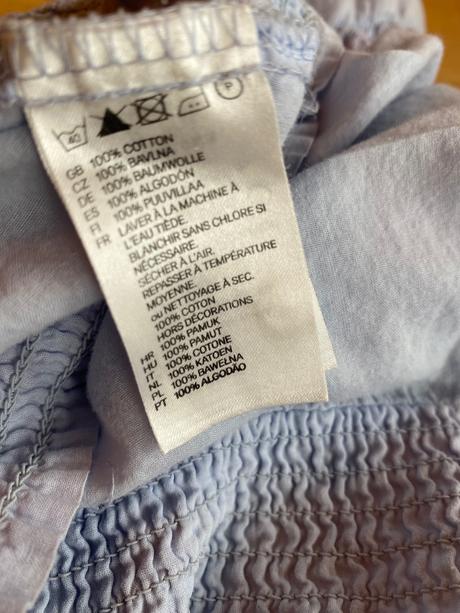 40 P
GB 100% COTTON
CZ 100% BAVLNA
DE 100% BAUMWOLLE
ES 100% ALGODÓN
FI 100% PUUVILLAA
FR LAVER À LA MACHINE À
L'EAU TIÈDE.
BLANCHIR SANS CHLORE SI
NÉCESSAIRE.
SÉCHER À L'AIR.
REPASSER À TEMPÉRATURE
MOYENNE.
ou NETTOYAGE À SEC.
100% COTON
HORS DÉCORATIONS
HR 100% PAMUK
HU 100% PAMUT
IT 100% COTONE
NL 100% KATOEN
PL 100% BAWEŁNA
PT 100% ALGODÃO